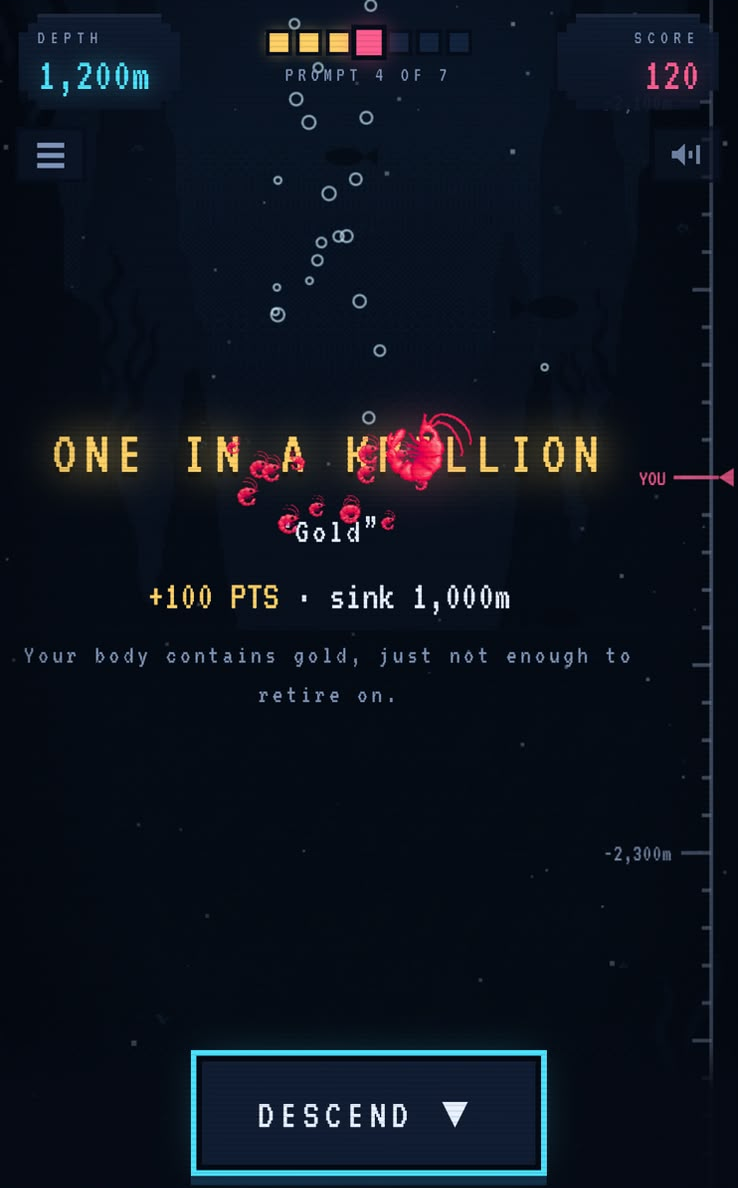 DEPTH
1,200m
PROMPT 4 OF 7
SCORE
120
ONE IN A KRILLION
YOU
Gold”
+100 PTS · sink 1,000m
Your body contains gold, just not enough to
retire on.
-2,300m
DESCEND ▼